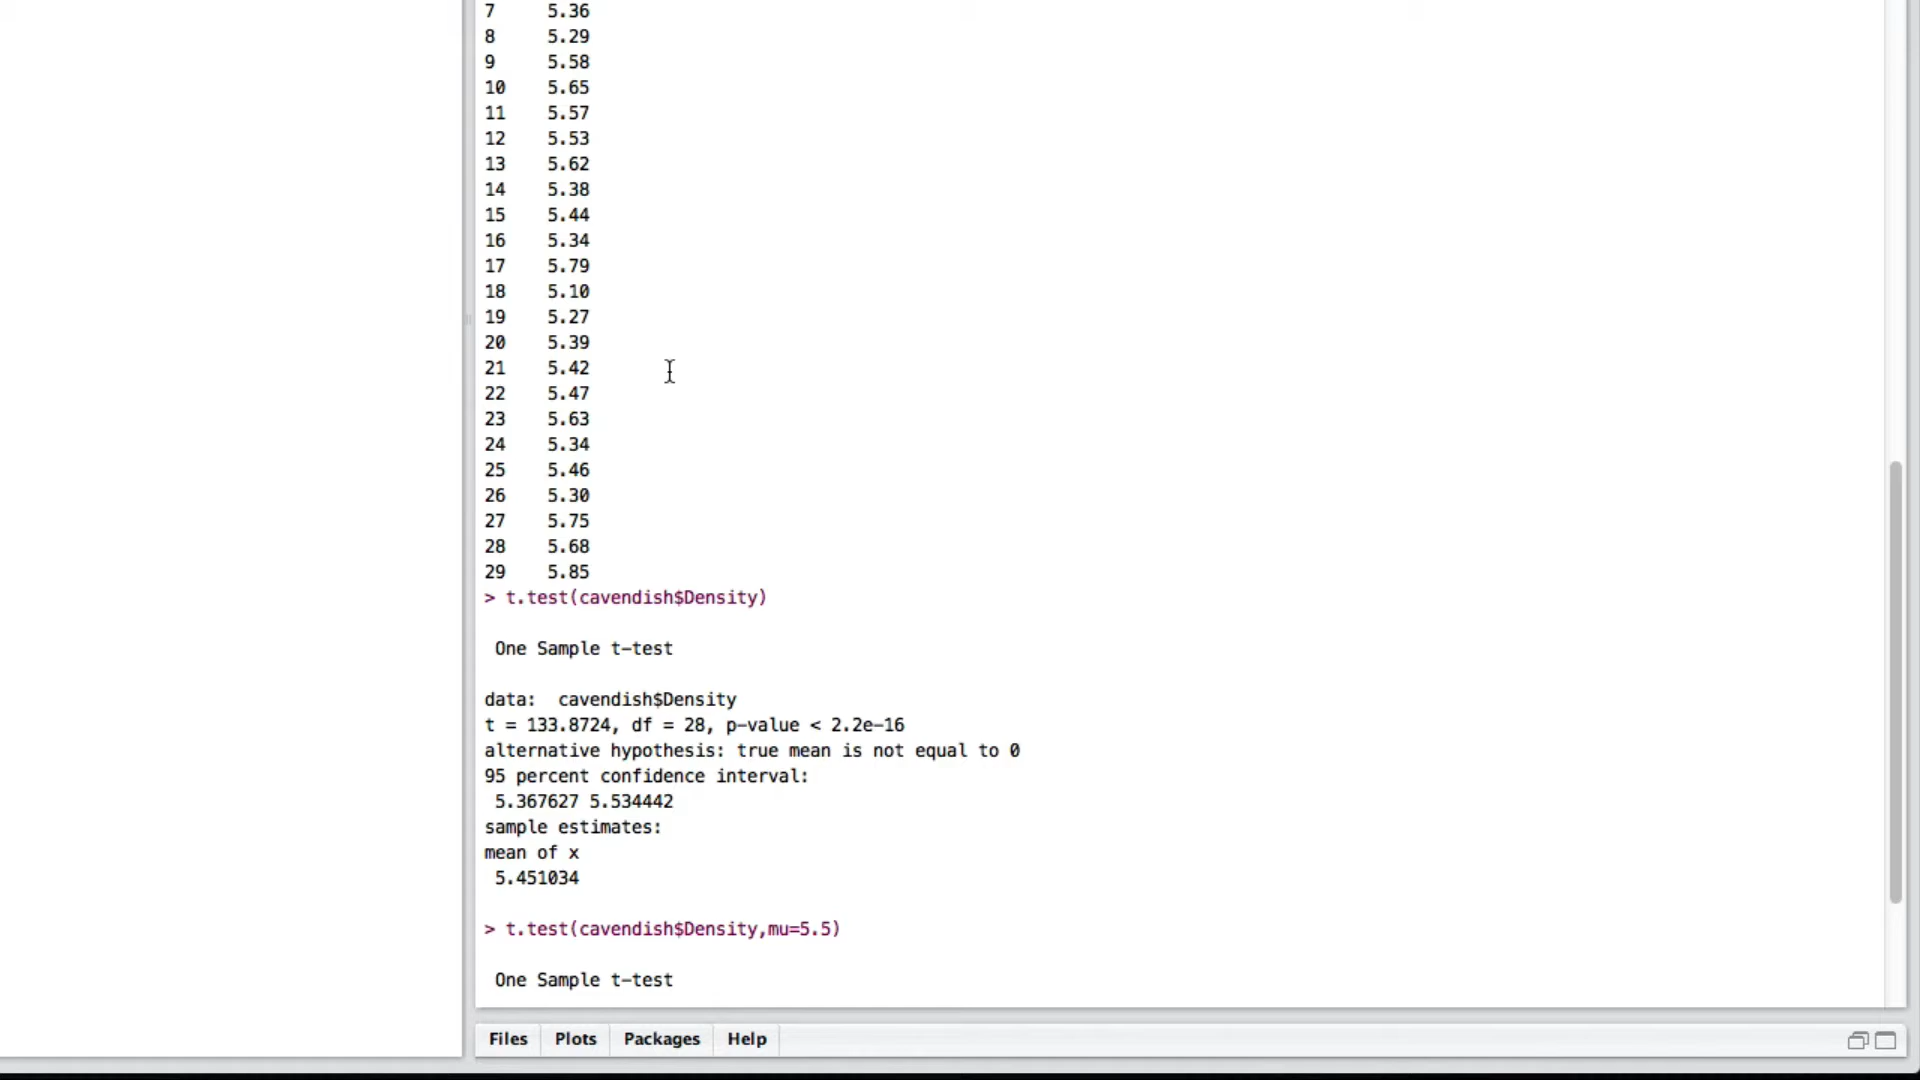 7    5.36
8    5.29
9    5.58
10    5.65
11    5.57
12    5.53
13    5.62
14    5.38
15    5.44
16    5.34
17    5.79
18    5.10
19    5.27
20    5.39
21    5.42
22    5.47
23    5.63
24    5.34
25    5.46
26    5.30
27    5.75
28    5.68
29    5.85
> t.test(cavendish$Density)
One Sample t-test
data:  cavendish$Density
t = 133.8724, df = 28, p-value < 2.2e-16
alternative hypothesis: true mean is not equal to 0
95 percent confidence interval:
5.367627 5.534442
sample estimates:
mean of x
5.451034
> t.test(cavendish$Density,mu=5.5)
One Sample t-test
Files Plots Packages Help